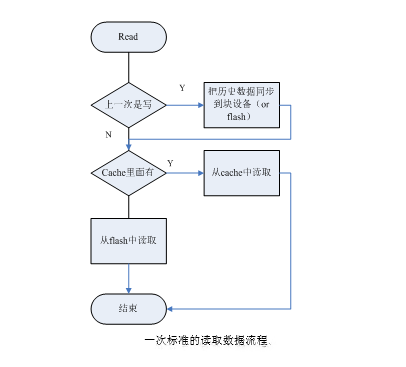 Read
上一次是写
Y
把历史数据同步
到块设备（or
flash）
N
Cache里面有
Y
从cache中读取
从flash中读取
结束
一次标准的读取数据流程.